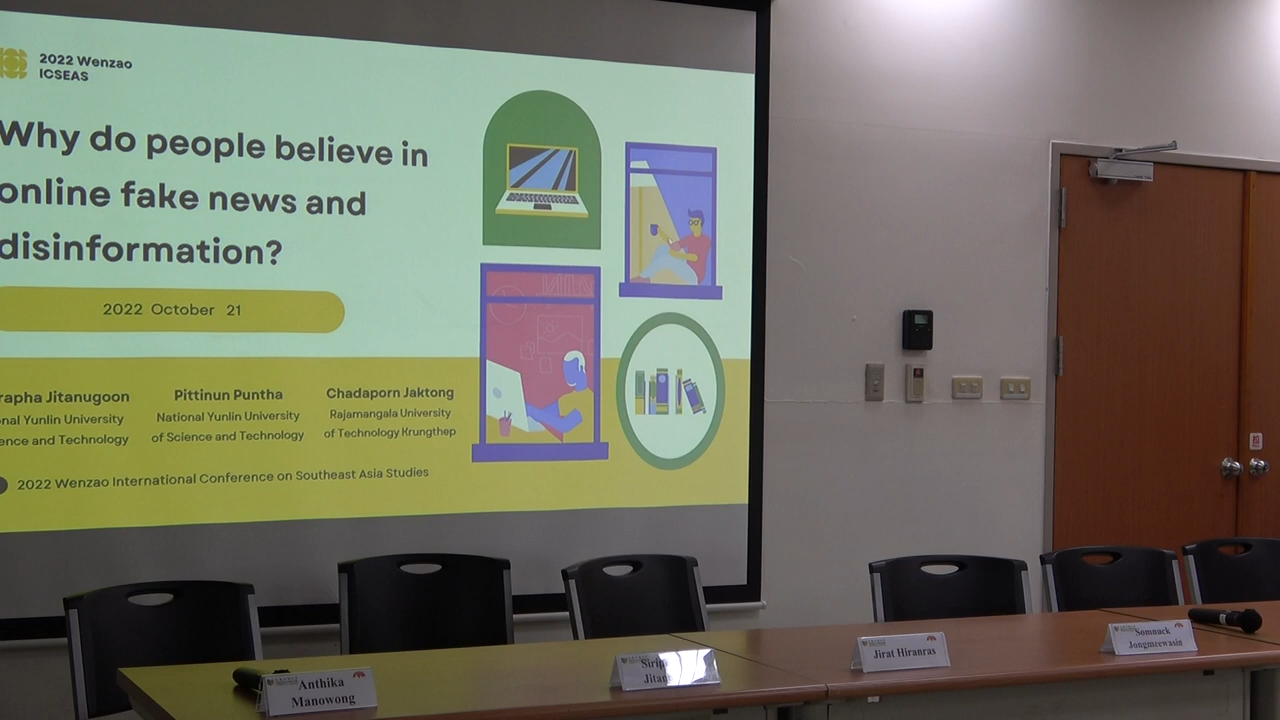 2022 Wenzao
ICSEAS
Why do people believe in
online fake news and
disinformation?
2022 October 21
Jitanugoon
Yunlin University
and Technology
Pittinun Puntha
National Yunlin University
of Science and Technology
Chadaporn Jaktong
Rajamangala University
of Technology Krungthep
2022 Wenzao International Conference on Southeast Asia Studies
Anthika
Manowong
Jirat Hiranras
Somnuck
Jongmeewasin